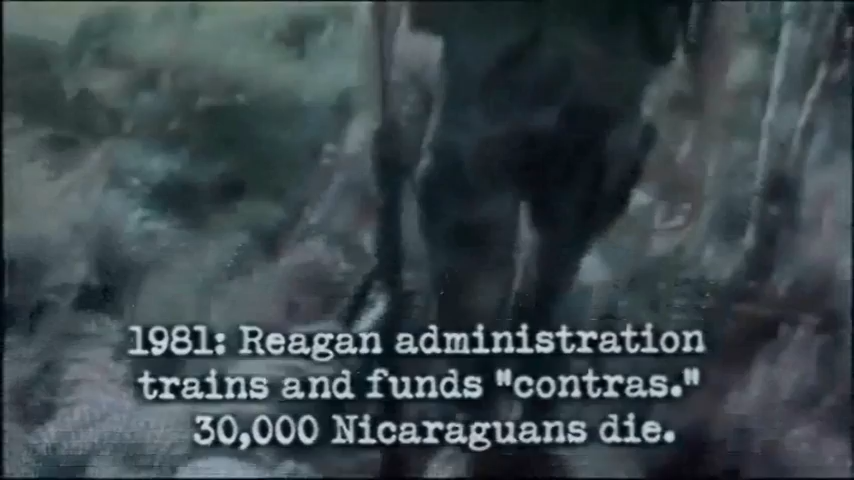 1981: Reagan administration
trains and funds "contras."
30,000 Nicaraguans die.